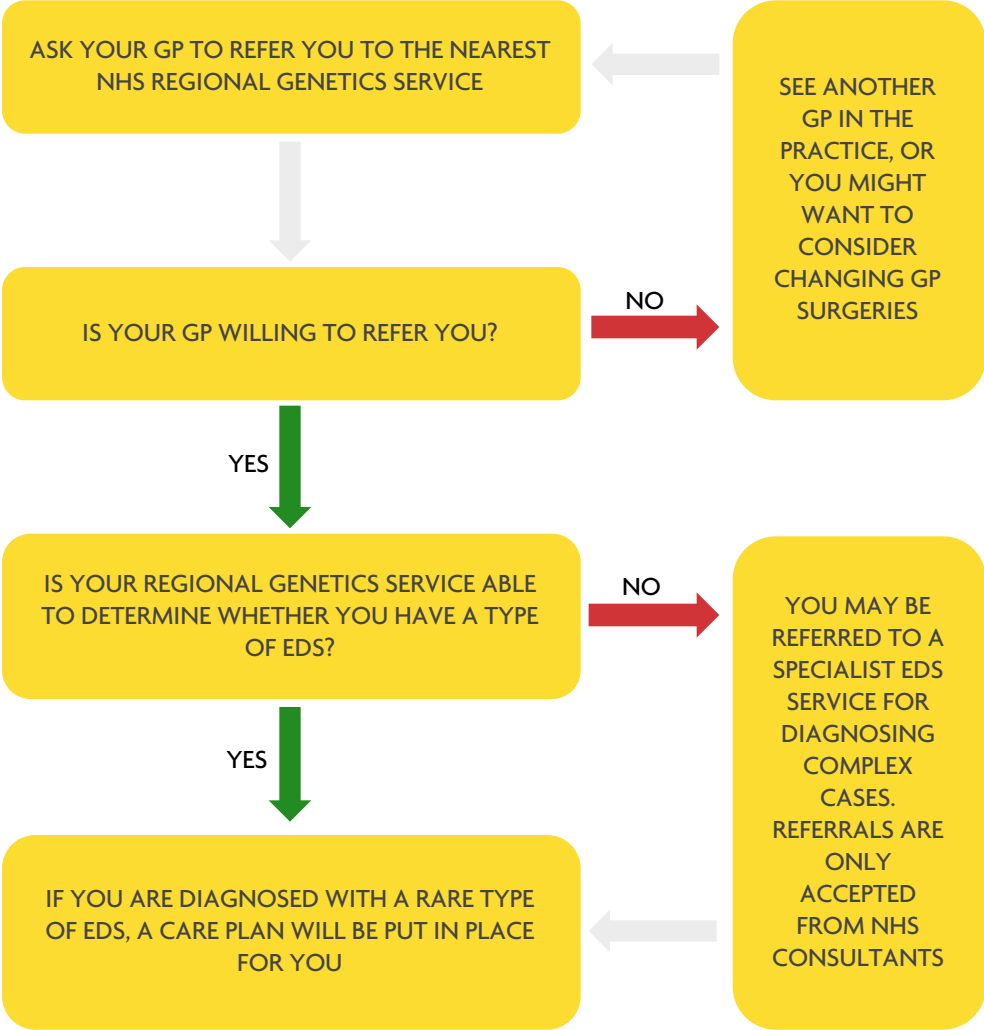 ASK YOUR GP TO REFER YOU TO THE NEAREST
NHS REGIONAL GENETICS SERVICE
SEE ANOTHER
GP IN THE
PRACTICE, OR
YOU MIGHT
WANT TO
CONSIDER
CHANGING GP
SURGERIES
IS YOUR GP WILLING TO REFER YOU?
NO
YES
IS YOUR REGIONAL GENETICS SERVICE ABLE
TO DETERMINE WHETHER YOU HAVE A TYPE
OF EDS?
NO
YOU MAY BE
REFERRED TO A
SPECIALIST EDS
SERVICE FOR
DIAGNOSING
COMPLEX
CASES.
REFERRALS ARE
ONLY
ACCEPTED
FROM NHS
CONSULTANTS
YES
IF YOU ARE DIAGNOSED WITH A RARE TYPE
OF EDS, A CARE PLAN WILL BE PUT IN PLACE
FOR YOU